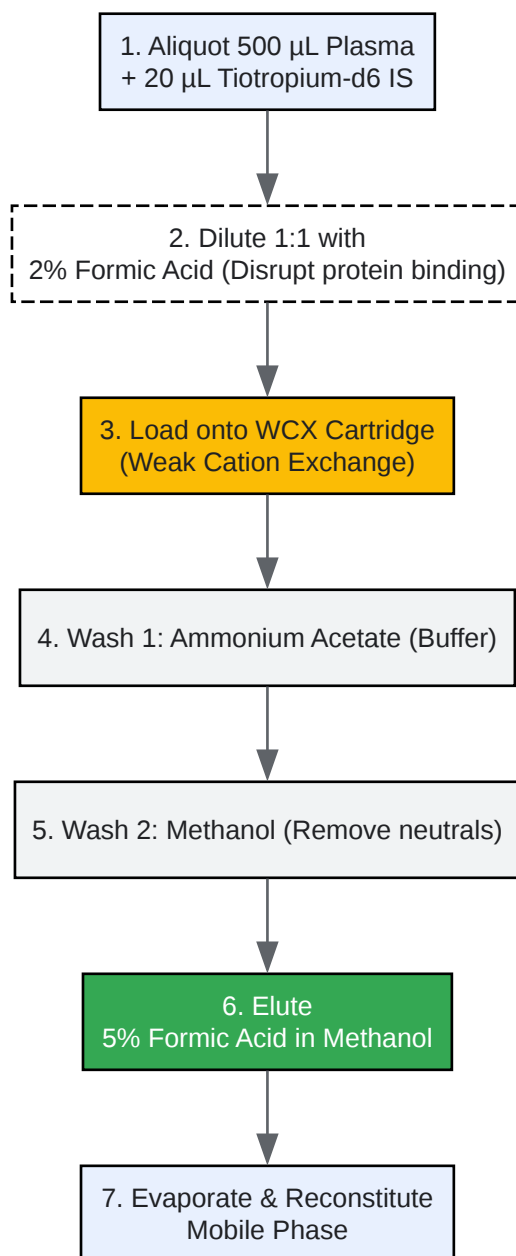 1. Aliquot 500 µL Plasma
+ 20 µL Tiotropium-d6 IS
2. Dilute 1:1 with
2% Formic Acid (Disrupt protein binding)
3. Load onto WCX Cartridge
(Weak Cation Exchange)
4. Wash 1: Ammonium Acetate (Buffer)
5. Wash 2: Methanol (Remove neutrals)
6. Elute
5% Formic Acid in Methanol
7. Evaporate & Reconstitute
Mobile Phase